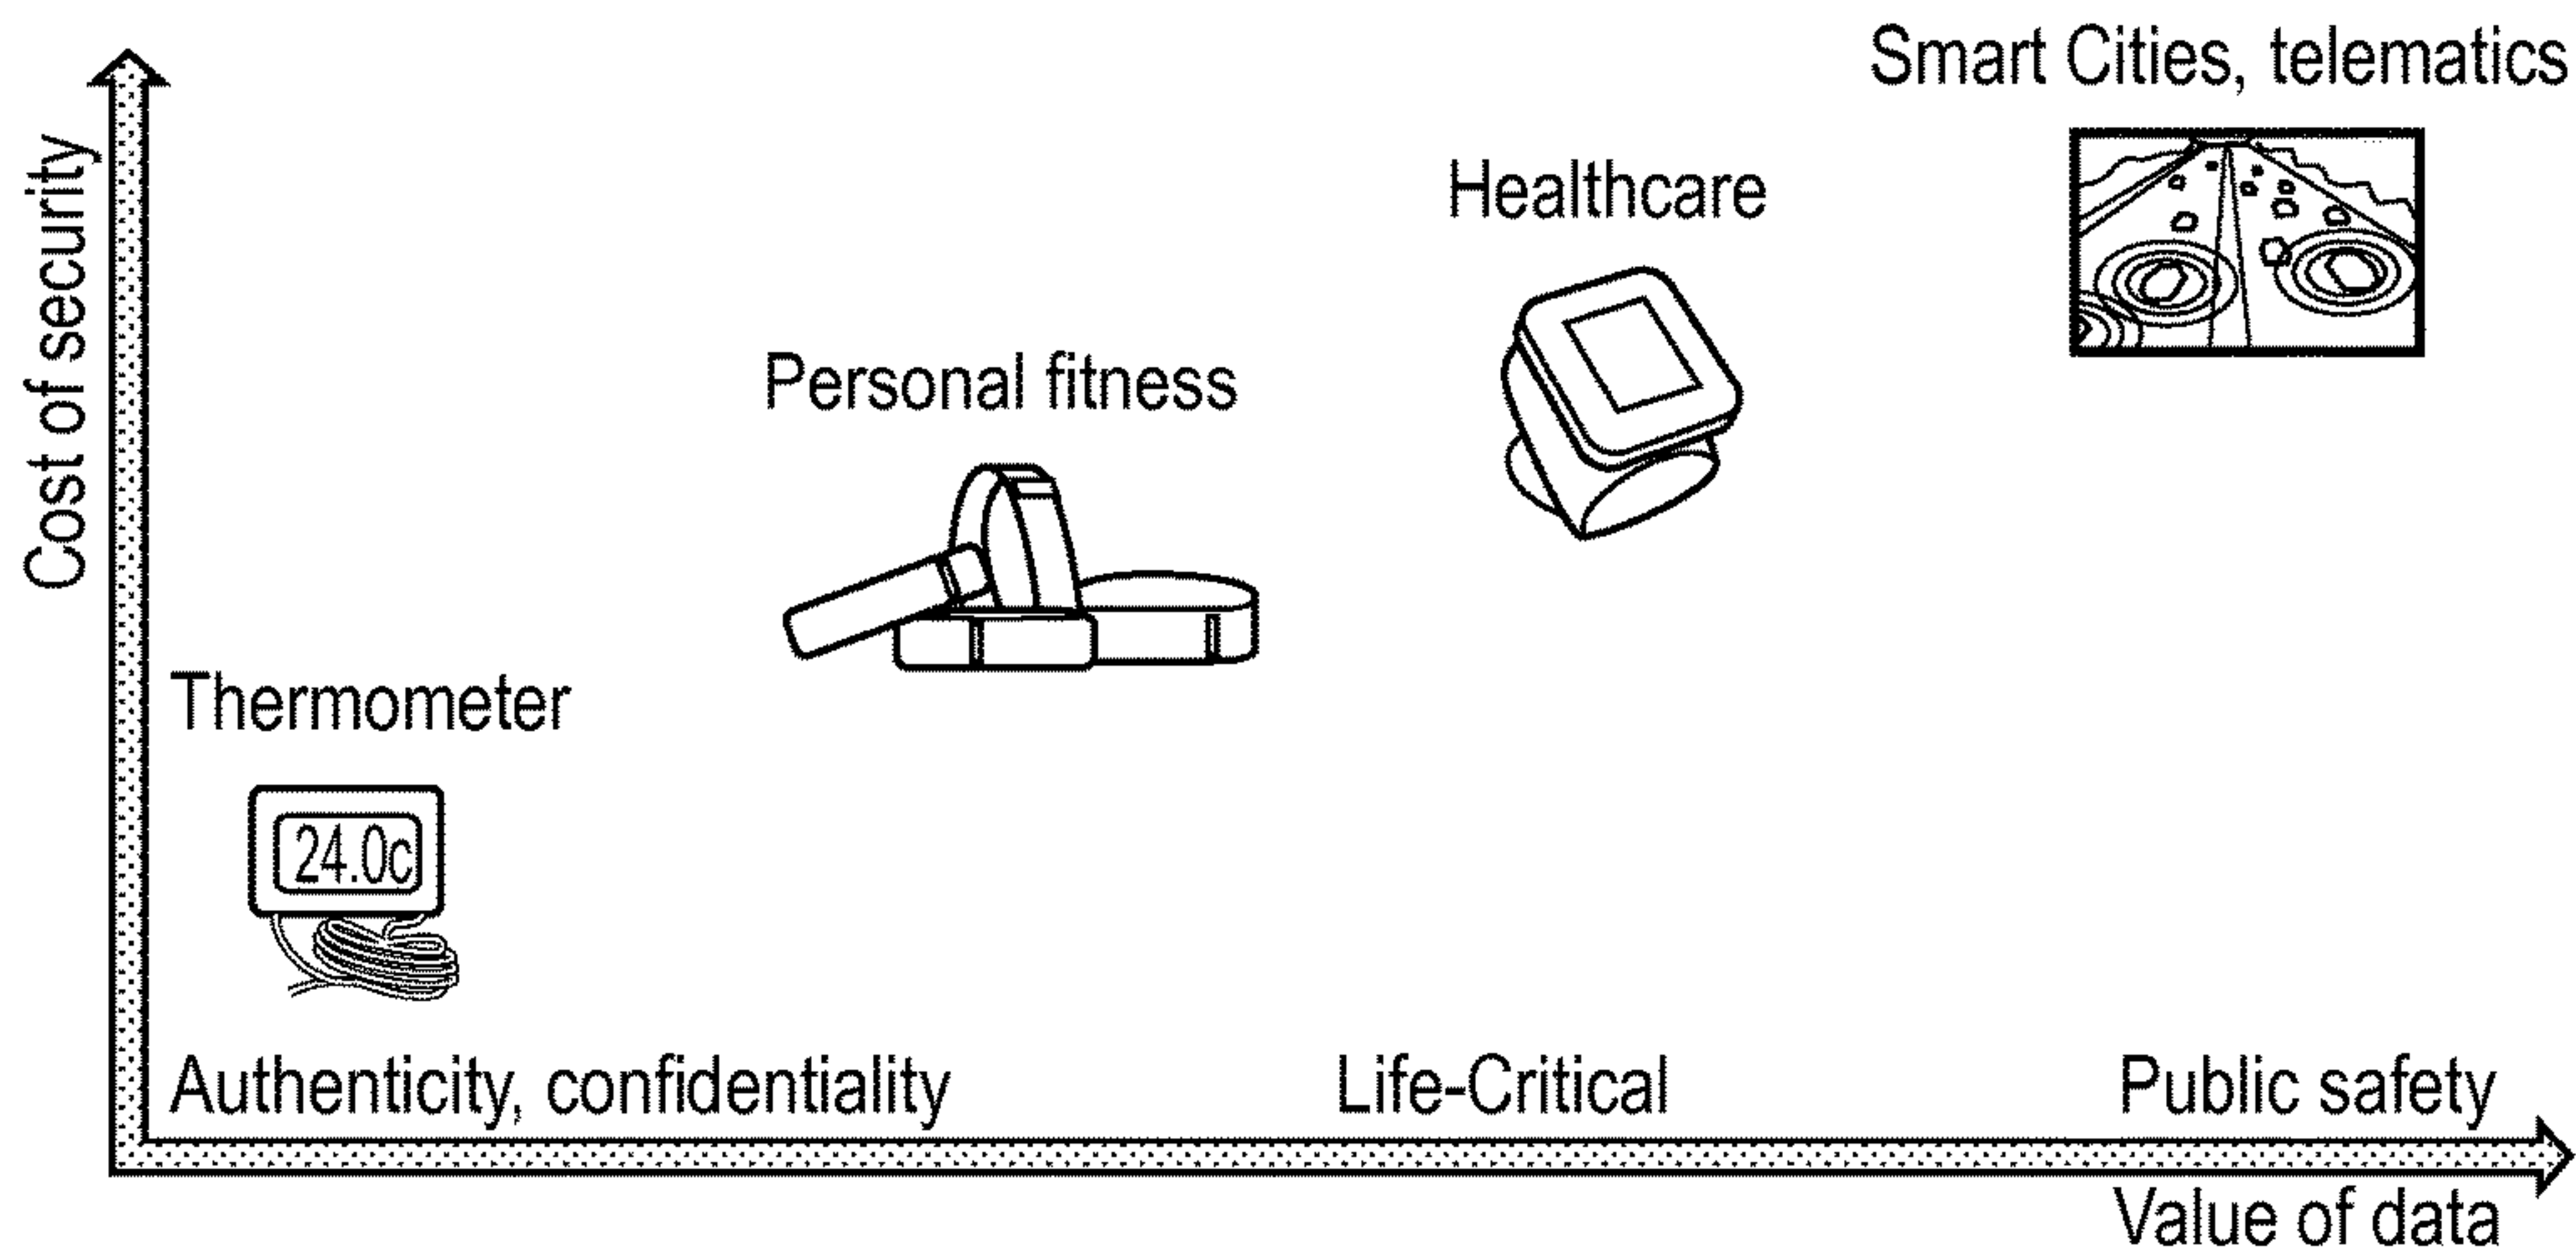 Smart Cities, telematics
Healthcare
Personal fitness
Cost of security
Thermometer
24.0c
Authenticity, confidentiality
Life-Critical
Public safety
Value of data